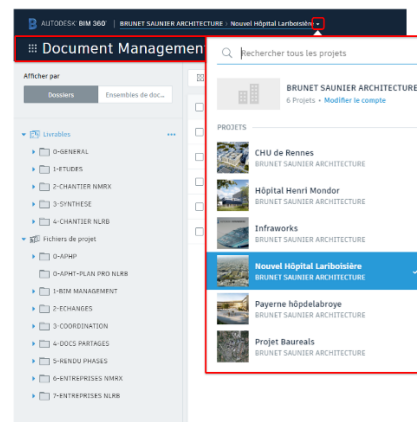 AUTODESK® BIM 360™ BRUNET SAUNIER ARCHITECTURE › Nouvel Hôpital Lariboisière
Document Managemen
Afficher par
Dossiers Ensembles de doc...
Livrables
0-GENERAL
1-ETUDES
2-CHANTIER NMRX
3-SYNTHESE
4-CHANTIER NLRB
Fichiers de projet
0-APHP
0-APHT-PLAN PRO NLRB
1-BIM MANAGEMENT
2-ECHANGES
3-COORDINATION
4-DOCS PARTAGES
5-RENDU PHASES
6-ENTREPRISES NMRX
7-ENTREPRISES NLRB
Rechercher tous les projets
BRUNET SAUNIER ARCHITECTURE
6 Projets • Modifier le compte
PROJETS
CHU de Rennes
BRUNET SAUNIER ARCHITECTURE
Hôpital Henri Mondor
BRUNET SAUNIER ARCHITECTURE
Infraworks
BRUNET SAUNIER ARCHITECTURE
Nouvel Hôpital Lariboisière
BRUNET SAUNIER ARCHITECTURE
Payerne hôpdelabroye
BRUNET SAUNIER ARCHITECTURE
Projet Baureals
BRUNET SAUNIER ARCHITECTURE